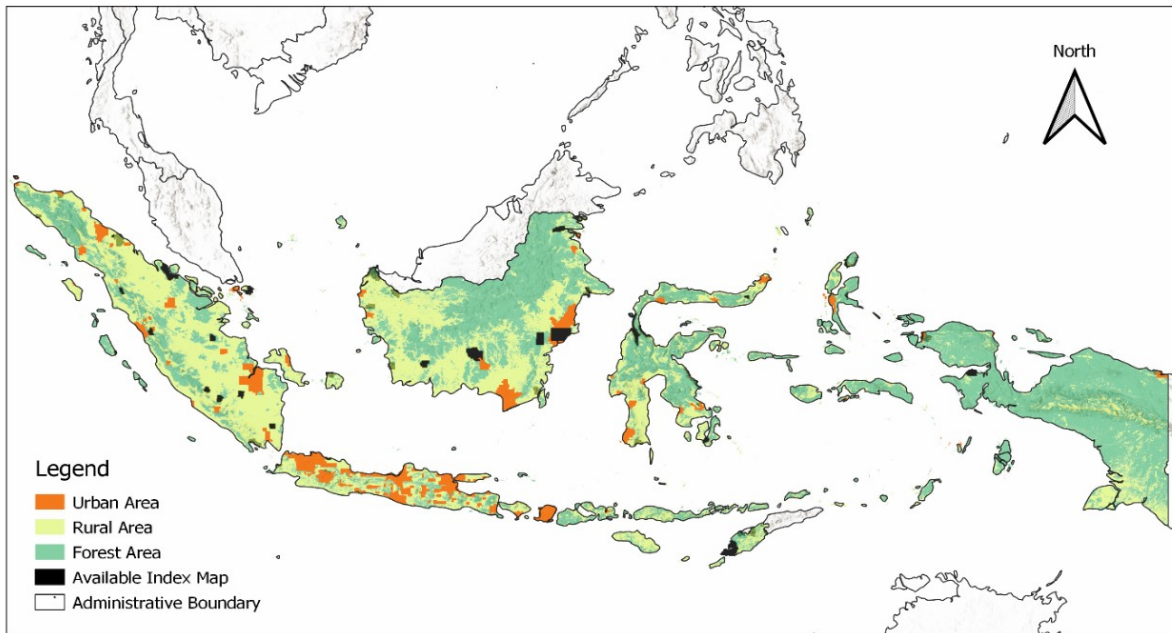 North
Legend
Urban Area
Rural Area
Forest Area
Available Index Map
Administrative Boundary